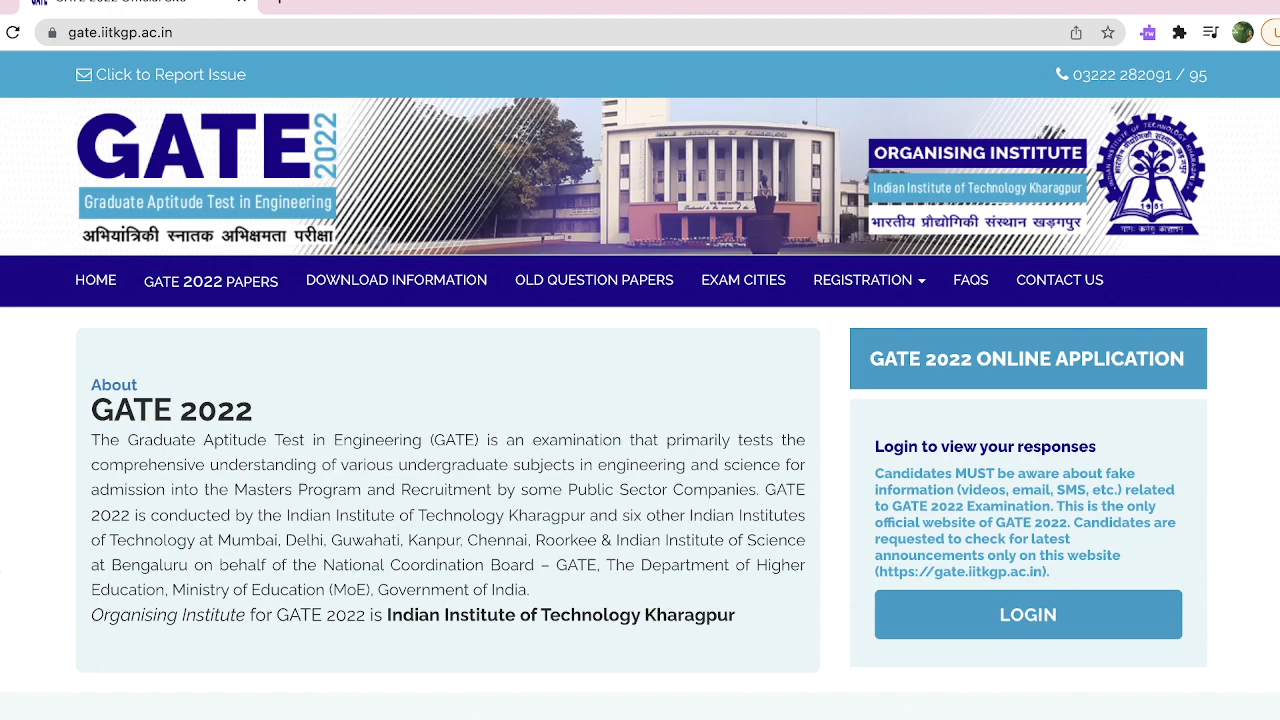 gate.iitkgp.ac.in
Click to Report Issue
03222 282091 / 95
GATE 2022
Graduate Aptitude Test in Engineering
अभियांत्रिकी स्नातक अभिक्षमता परीक्षा
ORGANISING INSTITUTE
Indian Institute of Technology Kharagpur
भारतीय प्रौद्योगिकी संस्थान खड़गपुर
HOME GATE 2022 PAPERS DOWNLOAD INFORMATION OLD QUESTION PAPERS EXAM CITIES REGISTRATION FAQS CONTACT US
About
GATE 2022
The Graduate Aptitude Test in Engineering (GATE) is an examination that primarily tests the
comprehensive understanding of various undergraduate subjects in engineering and science for
admission into the Masters Program and Recruitment by some Public Sector Companies. GATE
2022 is conducted by the Indian Institute of Technology Kharagpur and six other Indian Institutes
of Technology at Mumbai, Delhi, Guwahati, Kanpur, Chennai, Roorkee & Indian Institute of Science
at Bengaluru on behalf of the National Coordination Board – GATE, The Department of Higher
Education, Ministry of Education (MoE), Government of India.
Organising Institute for GATE 2022 is Indian Institute of Technology Kharagpur
GATE 2022 ONLINE APPLICATION
Login to view your responses
Candidates MUST be aware about fake
information (videos, email, SMS, etc.) related
to GATE 2022 Examination. This is the only
official website of GATE 2022. Candidates are
requested to check for latest
announcements only on this website
(https://gate.iitkgp.ac.in).
LOGIN